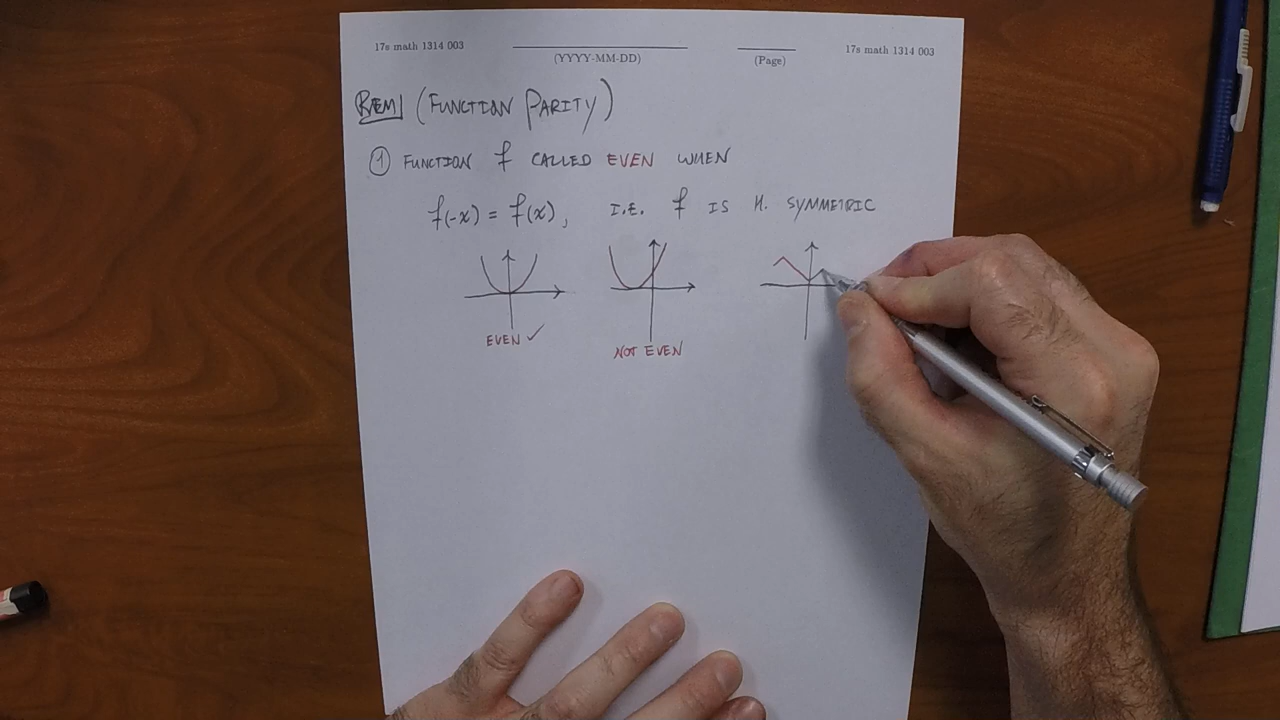 17s math 1314 003 (YYYY-MM-DD) (Page) 17s math 1314 003
REM (FUNCTION PARITY)
① FUNCTION f CALLED EVEN WHEN
f(-x) = f(x), I.E. f IS H. SYMMETRIC
EVEN ✓ NOT EVEN